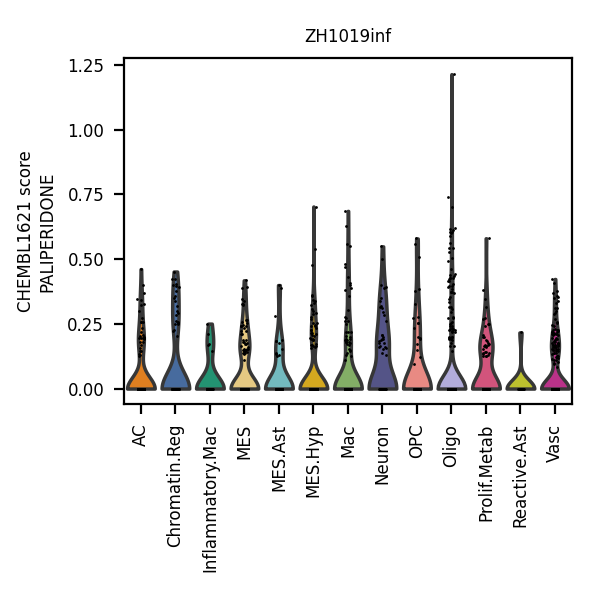 ZH1019inf
CHEMBL1621 score
PALIPERIDONE
1.25
1.00
0.75
0.50
0.25
0.00
AC
Chromatin.Reg
Inflammatory.Mac
MES
MES.Ast
MES.Hyp
Mac
Neuron
OPC
Oligo
Prolif.Metab
Reactive.Ast
Vasc